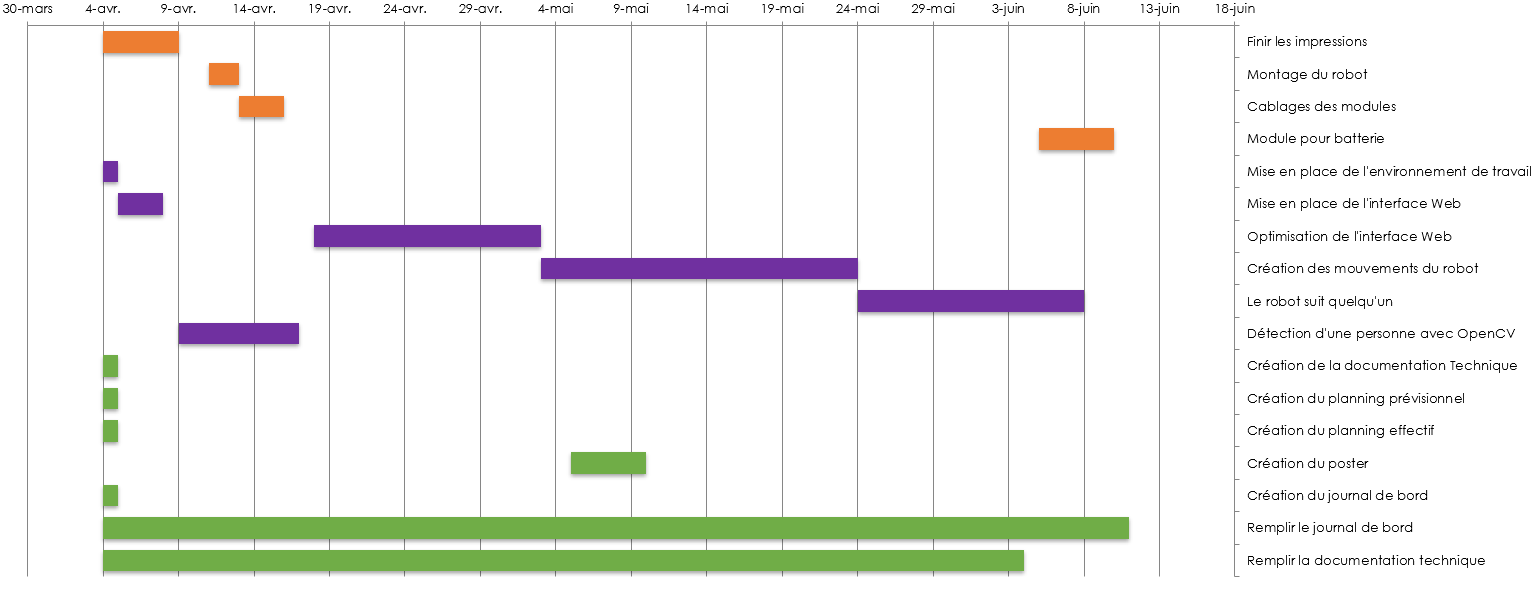 30-mars 4-avr. 9-avr. 14-avr. 19-avr. 24-avr. 29-avr. 4-mai 9-mai 14-mai 19-mai 24-mai 29-mai 3-juin 8-juin 13-juin 18-juin
Finir les impressions
Montage du robot
Cablages des modules
Module pour batterie
Mise en place de l'environnement de travail
Mise en place de l'interface Web
Optimisation de l'interface Web
Création des mouvements du robot
Le robot suit quelqu'un
Détection d'une personne avec OpenCV
Création de la documentation Technique
Création du planning prévisionnel
Création du planning effectif
Création du poster
Création du journal de bord
Remplir le journal de bord
Remplir la documentation technique